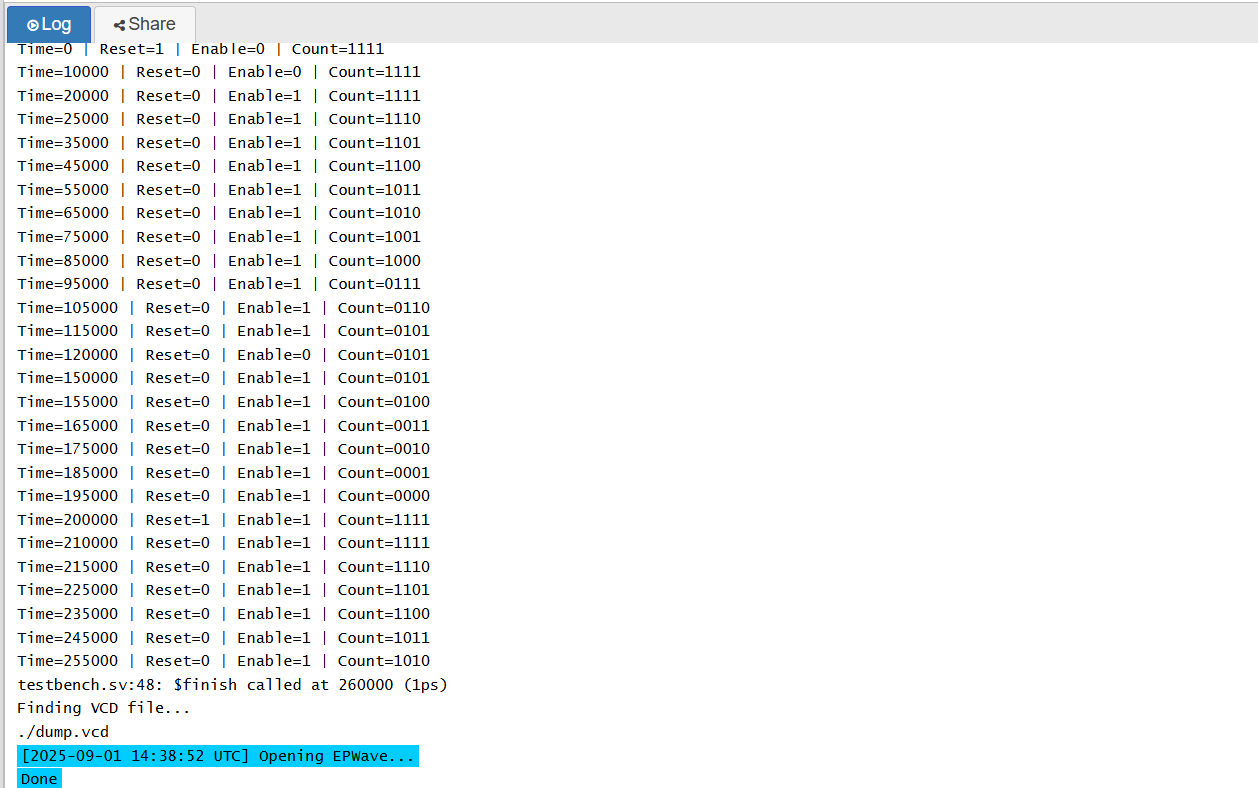 Log
Share
Time=0 | Reset=1 | Enable=0 | Count=1111
Time=10000 | Reset=0 | Enable=0 | Count=1111
Time=20000 | Reset=0 | Enable=1 | Count=1111
Time=25000 | Reset=0 | Enable=1 | Count=1110
Time=35000 | Reset=0 | Enable=1 | Count=1101
Time=45000 | Reset=0 | Enable=1 | Count=1100
Time=55000 | Reset=0 | Enable=1 | Count=1011
Time=65000 | Reset=0 | Enable=1 | Count=1010
Time=75000 | Reset=0 | Enable=1 | Count=1001
Time=85000 | Reset=0 | Enable=1 | Count=1000
Time=95000 | Reset=0 | Enable=1 | Count=0111
Time=105000 | Reset=0 | Enable=1 | Count=0110
Time=115000 | Reset=0 | Enable=1 | Count=0101
Time=120000 | Reset=0 | Enable=0 | Count=0101
Time=150000 | Reset=0 | Enable=1 | Count=0101
Time=155000 | Reset=0 | Enable=1 | Count=0100
Time=165000 | Reset=0 | Enable=1 | Count=0011
Time=175000 | Reset=0 | Enable=1 | Count=0010
Time=185000 | Reset=0 | Enable=1 | Count=0001
Time=195000 | Reset=0 | Enable=1 | Count=0000
Time=200000 | Reset=1 | Enable=1 | Count=1111
Time=210000 | Reset=0 | Enable=1 | Count=1111
Time=215000 | Reset=0 | Enable=1 | Count=1110
Time=225000 | Reset=0 | Enable=1 | Count=1101
Time=235000 | Reset=0 | Enable=1 | Count=1100
Time=245000 | Reset=0 | Enable=1 | Count=1011
Time=255000 | Reset=0 | Enable=1 | Count=1010
testbench.sv:48: $finish called at 260000 (1ps)
Finding VCD file...
./dump.vcd
[2025-09-01 14:38:52 UTC] Opening EPWave...
Done